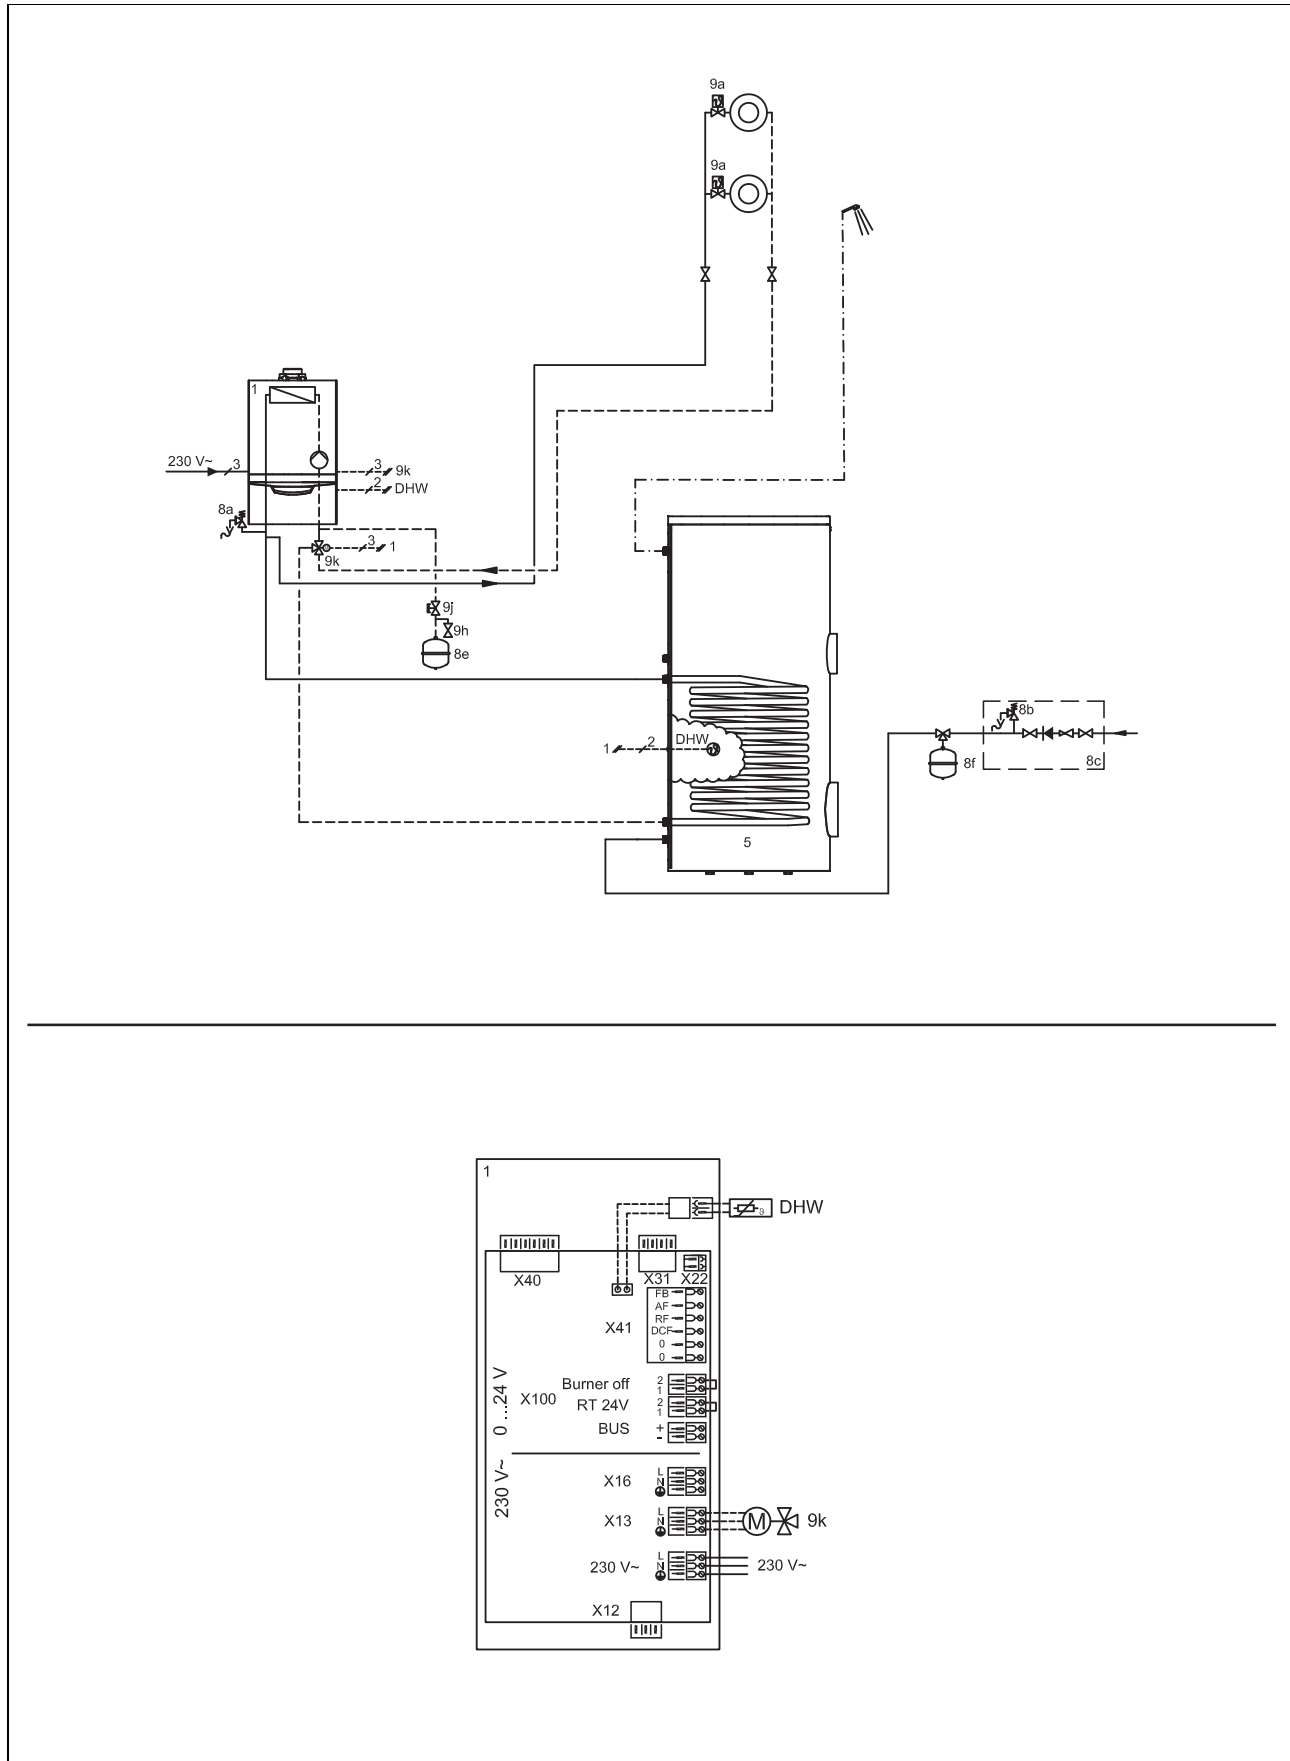 9a
9a
1
230 V~
3
3
9k
2
DHW
8a
3
1
9k
9j
9h
8e
1
2
DHW
8b
8f
8c
5
1
DHW
ϑ
X40
X31
X22
FB
AF
X41
RF
DCF
0
0
0 ...24 V
X100
Burner off
2
1
RT 24V
2
1
BUS
+
-
230 V~
X16
L
N
X13
L
N
M
9k
230 V~
L
N
230 V~
X12